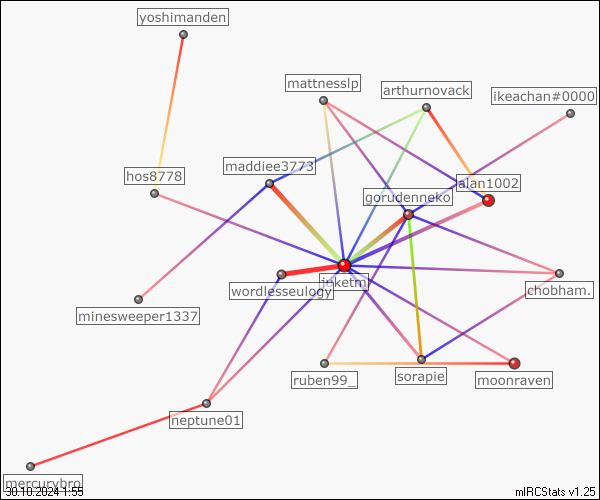 yoshimanden
mattnesslp
arthurnovack
ikeachan#0000
maddiee3773
hos8778
alan1002
gorudenneko
wordlesseulogy
chobham.
minesweeper1337
ruben99_
sorapie
moonraven
neptune01
mercurybro
30.10.2024 1:55
mIRCStats v1.25